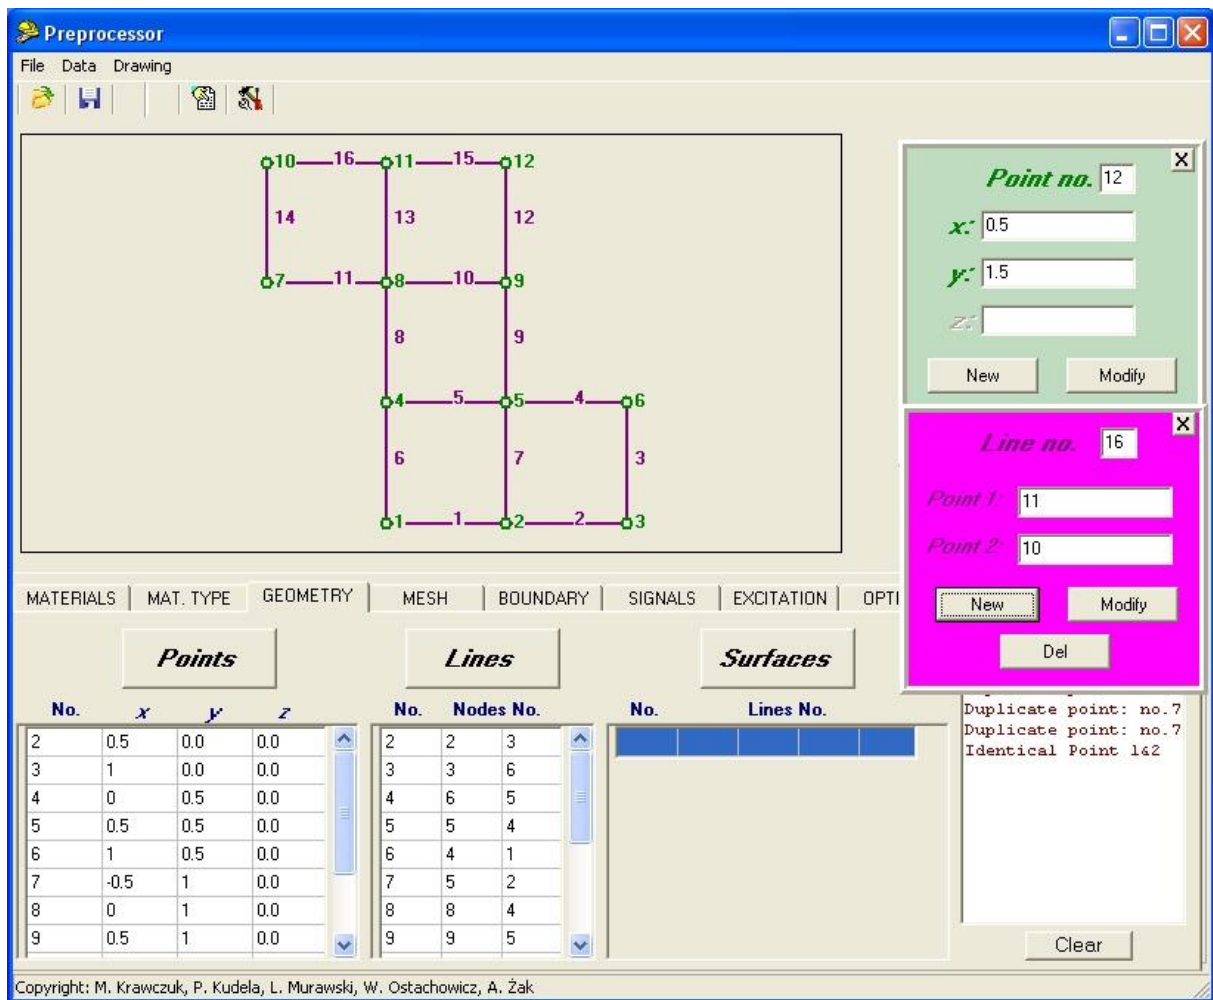 Preprocessor
File Data Drawing
10 16 11 15 12
14 13 12
7 11 8 10 9
8 9
4 5 5 4 6
6 7 3
1 1 2 2 3
Point no. 12
x: 0.5
y: 1.5
z:
New Modify
Line no. 16
Point 1: 11
Point 2: 10
New Modify
Del
MATERIALS MAT. TYPE GEOMETRY MESH BOUNDARY SIGNALS EXCITATION OPTI
Points Lines Surfaces
No. x y z No. Nodes No. No. Lines No.
2 0.5 0.0 0.0 2 2 3
3 1 0.0 0.0 3 3 6
4 0 0.5 0.0 4 6 5
5 0.5 0.5 0.0 5 5 4
6 1 0.5 0.0 6 4 1
7 -0.5 1 0.0 7 5 2
8 0 1 0.0 8 8 4
9 0.5 1 0.0 9 9 5
Duplicate point: no.7
Duplicate point: no.7
Identical Point 1&2
Clear
Copyright: M. Krawczuk, P. Kudela, L. Murawski, W. Ostachowicz, A. Żak